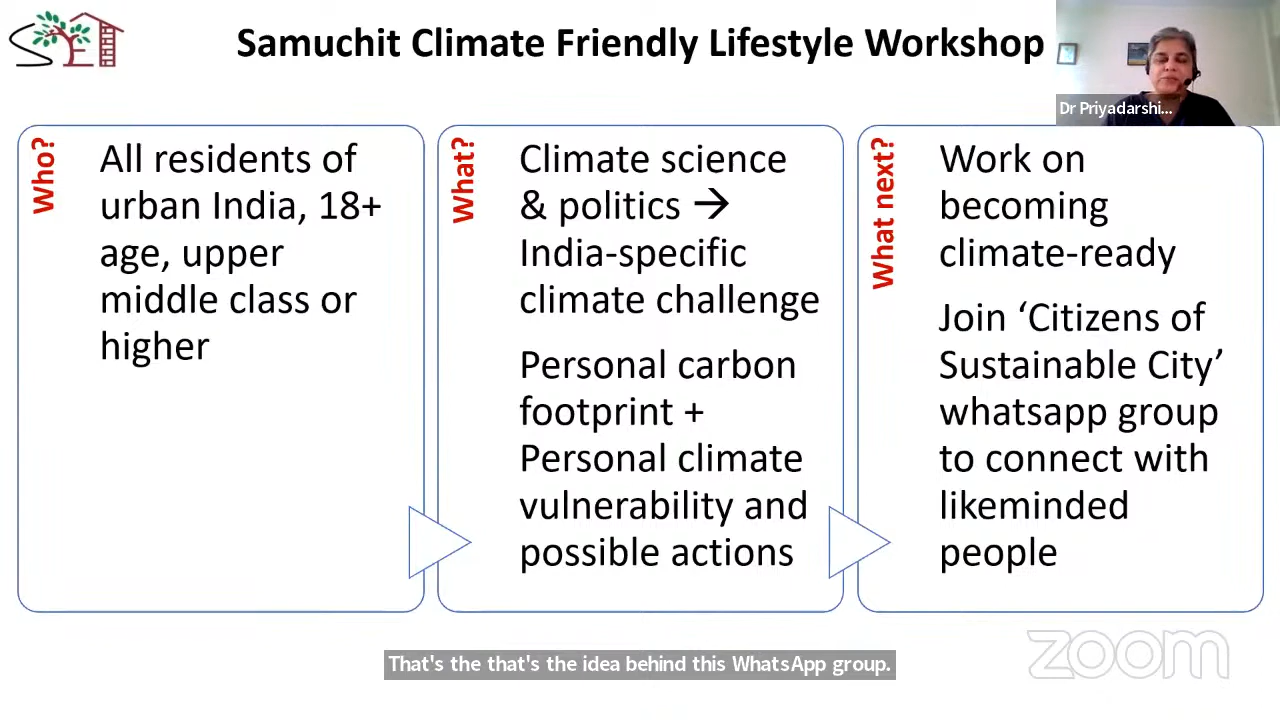 Samuchit Climate Friendly Lifestyle Workshop
Dr Priyadarshi...
Who?
All residents of
urban India, 18+
age, upper
middle class or
higher
What?
Climate science
& politics →
India-specific
climate challenge
Personal carbon
footprint +
Personal climate
vulnerability and
possible actions
What next?
Work on
becoming
climate-ready
Join ‘Citizens of
Sustainable City’
whatsapp group
to connect with
likeminded
people
That's the that's the idea behind this WhatsApp group.
zoom